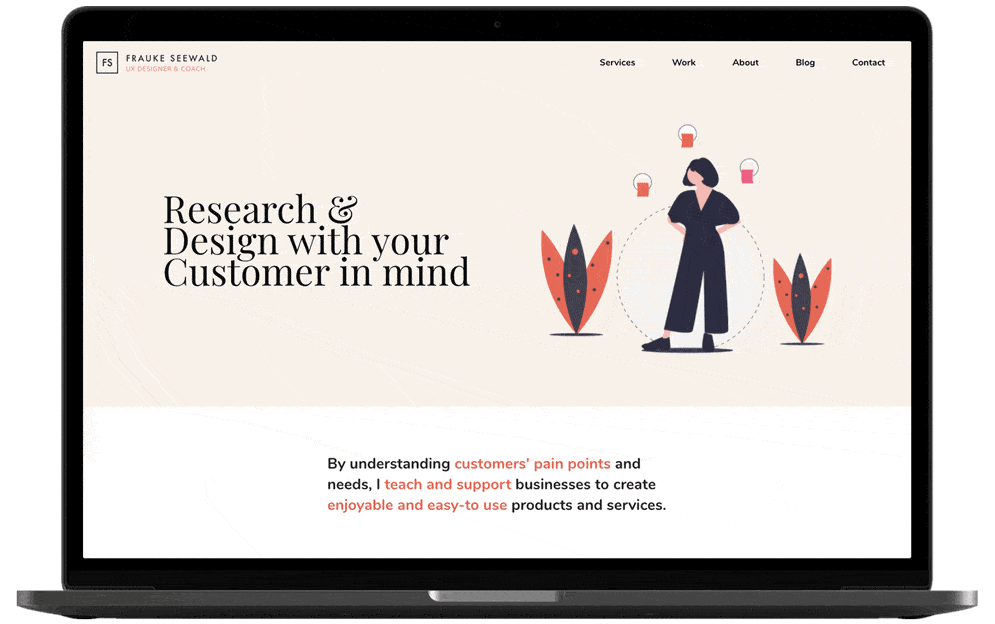 FS
FRAUKE SEEWALD
UX DESIGNER & COACH
Services Work About Blog Contact
Research &
Design with your
Customer in mind
By understanding customers' pain points and
needs, I teach and support businesses to create
enjoyable and easy-to use products and services.